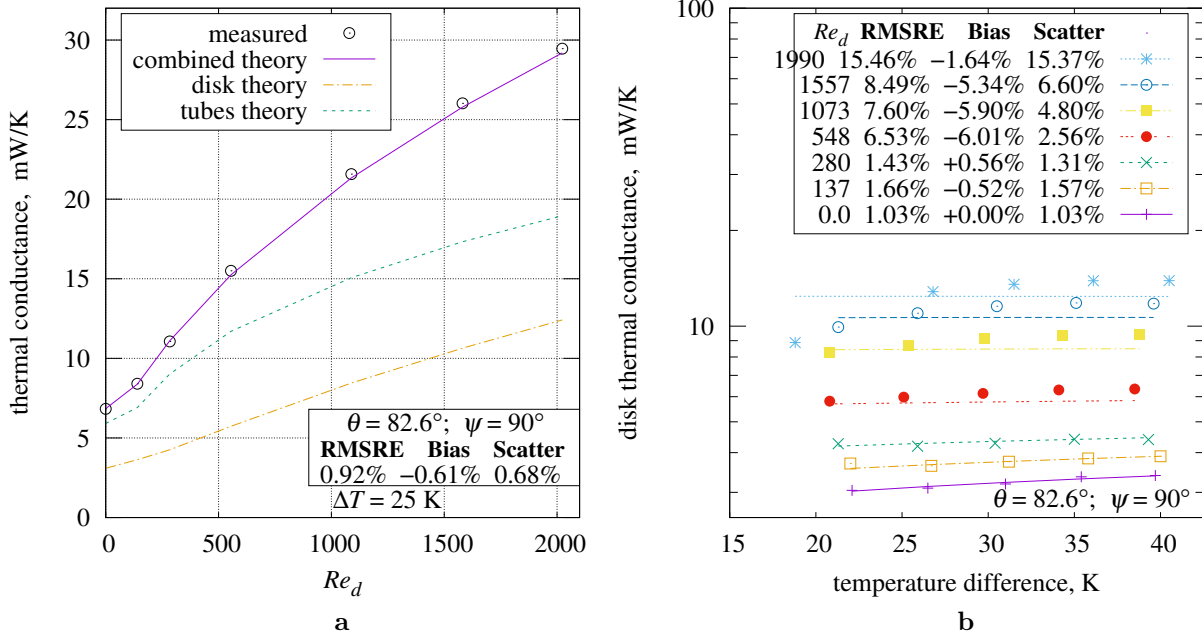 thermal conductance, mW/K
30
25
20
15
10
5
0
measured
combined theory
disk theory
tubes theory
θ = 82.6°; ψ = 90°
RMSRE Bias Scatter
0.92% −0.61% 0.68%
ΔT = 25 K
0 500 1000 1500 2000
Re_d
a
disk thermal conductance, mW/K
100
10
Re_d RMSRE Bias Scatter
1990 15.46% −1.64% 15.37%
1557 8.49% −5.34% 6.60%
1073 7.60% −5.90% 4.80%
548 6.53% −6.01% 2.56%
280 1.43% +0.56% 1.31%
137 1.66% −0.52% 1.57%
0.0 1.03% +0.00% 1.03%
θ = 82.6°; ψ = 90°
15 20 25 30 35 40
temperature difference, K
b